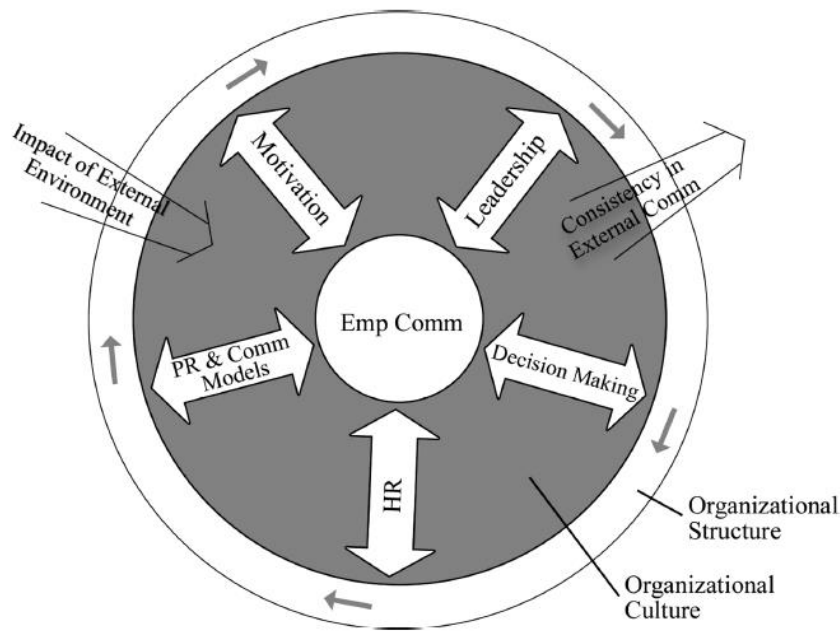 Impact of External
Environment
Motivation
Leadership
Consistency in
External Comm
Emp Comm
PR & Comm
Models
Decision Making
HR
Organizational
Structure
Organizational
Culture